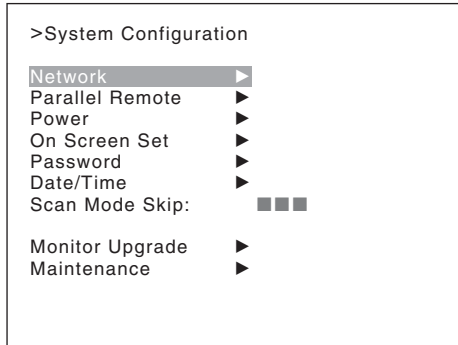 >System Configuration
Network ►
Parallel Remote ►
Power ►
On Screen Set ►
Password ►
Date/Time ►
Scan Mode Skip: ■■■
Monitor Upgrade ►
Maintenance ►